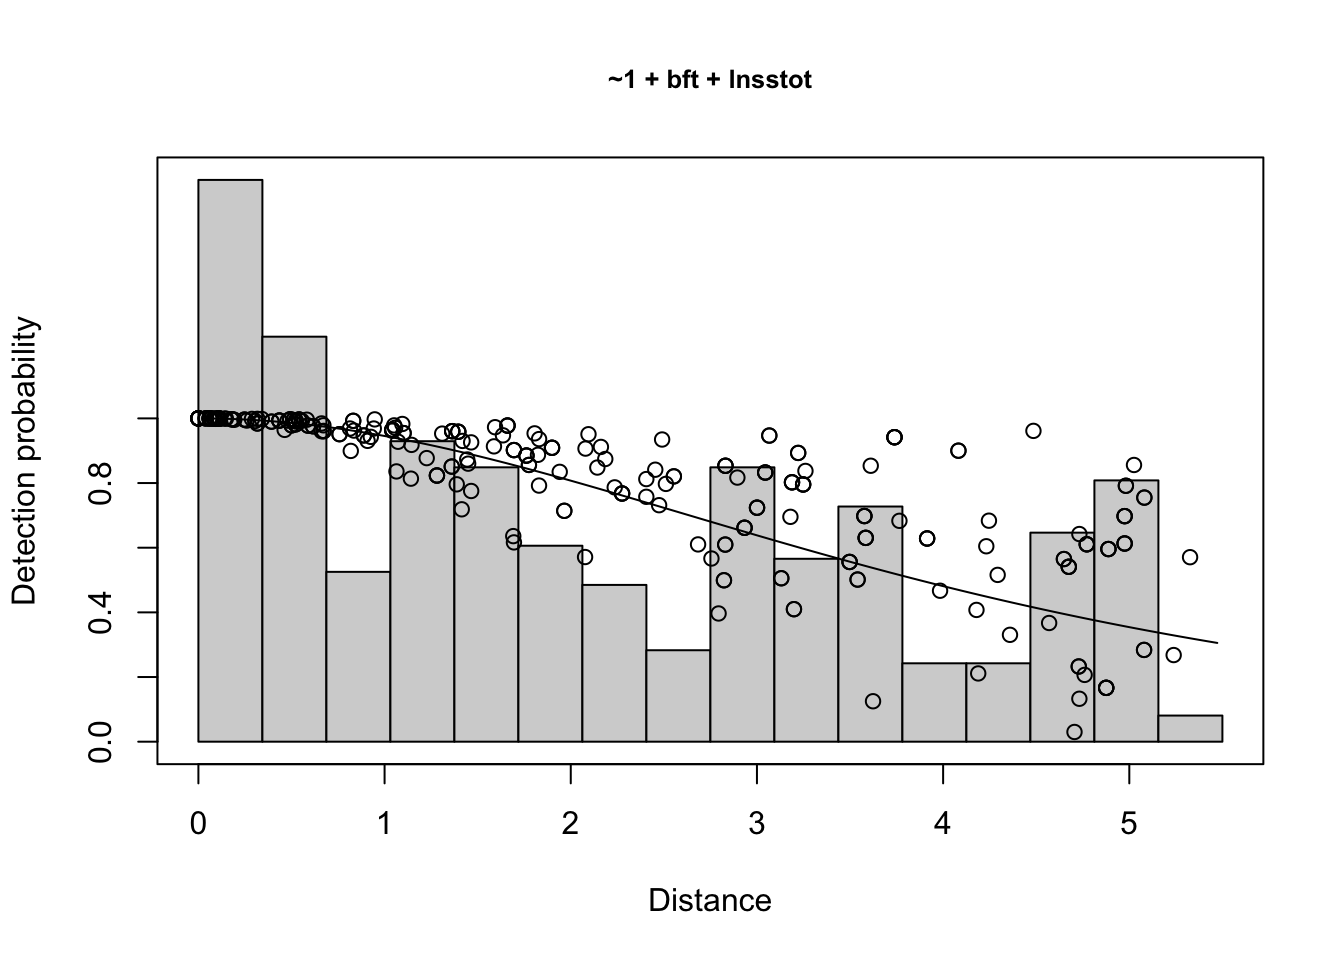 ~1 + bft + lnsstot
Detection probability
0.8
0.4
0.0
0 1 2 3 4 5
Distance